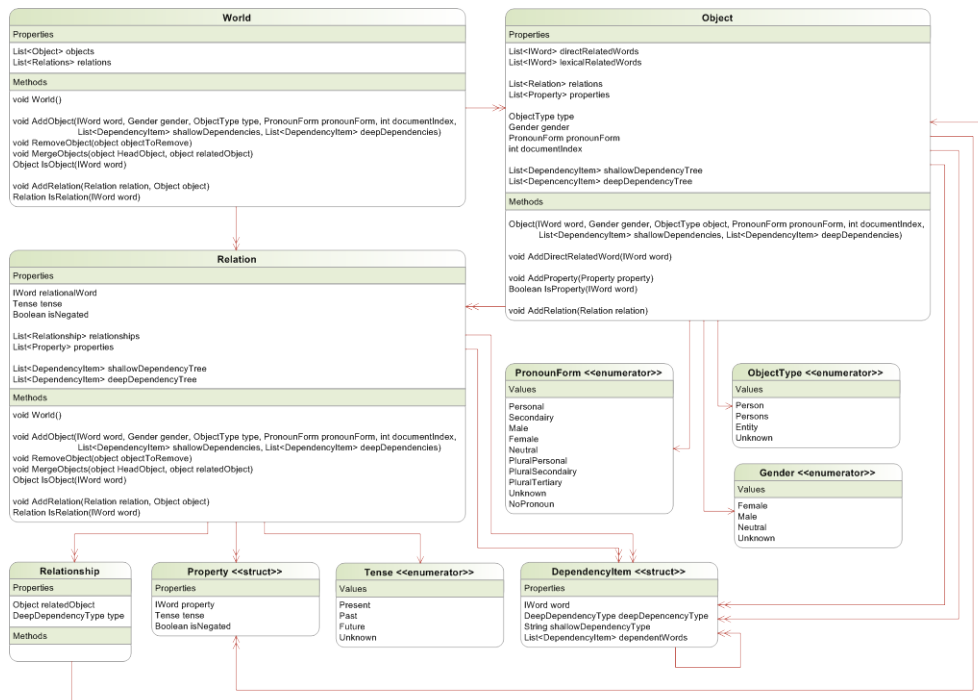 World
Properties
List<Object> objects
List<Relations> relations
Methods
void World()
void AddObject(IWord word, Gender gender, ObjectType type, PronounForm pronounForm, int documentIndex,
List<DependencyItem> shallowDependencies, List<DependencyItem> deepDependencies)
void RemoveObject(object objectToRemove)
void MergeObjects(object HeadObject, object relatedObject)
Object IsObject(IWord word)
void AddRelation(Relation relation, Object object)
Relation IsRelation(IWord word)
Object
Properties
List<IWord> directRelatedWords
List<IWord> lexicalRelatedWords
List<Relation> relations
List<Property> properties
ObjectType type
Gender gender
PronounForm pronounForm
int documentIndex
List<DependencyItem> shallowDependencyTree
List<DepencencyItem> deepDependencyTree
Methods
Object(IWord word, Gender gender, ObjectType object, PronounForm pronounForm, int documentIndex,
List<DependencyItem> shallowDependencies, List<DependencyItem> deepDependencies)
void AddDirectRelatedWord(IWord word)
void AddProperty(Property property)
Boolean IsProperty(IWord word)
void AddRelation(Relation relation)
Relation
Properties
IWord relationalWord
Tense tense
Boolean isNegated
List<Relationship> relationships
List<Property> properties
List<DependencyItem> shallowDependencyTree
List<DependencyItem> deepDependencyTree
Methods
void World()
void AddObject(IWord word, Gender gender, ObjectType type, PronounForm pronounForm, int documentIndex,
List<DependencyItem> shallowDependencies, List<DependencyItem> deepDependencies)
void RemoveObject(object objectToRemove)
void MergeObjects(object HeadObject, object relatedObject)
Object IsObject(IWord word)
void AddRelation(Relation relation, Object object)
Relation IsRelation(IWord word)
PronounForm <<enumerator>>
Values
Personal
Secondairy
Male
Female
Neutral
PluralPersonal
PluralSecondairy
PluralTertiary
Unknown
NoPronoun
ObjectType <<enumerator>>
Values
Person
Persons
Entity
Unknown
Gender <<enumerator>>
Values
Female
Male
Neutral
Unknown
Relationship
Properties
Object relatedObject
DeepDependencyType type
Methods
Property <<struct>>
Properties
IWord property
Tense tense
Boolean isNegated
Tense <<enumerator>>
Values
Present
Past
Future
Unknown
DependencyItem <<struct>>
Properties
IWord word
DeepDependencyType deepDepencencyType
String shallowDependencyType
List<DependencyItem> dependentWords